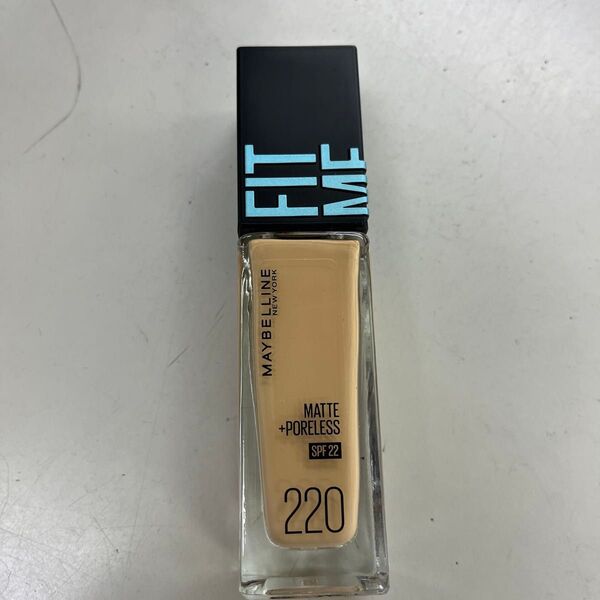 FIT
ME
MAYBELLINE
NEW YORK
MATTE
+PORELESS
SPF 22
220